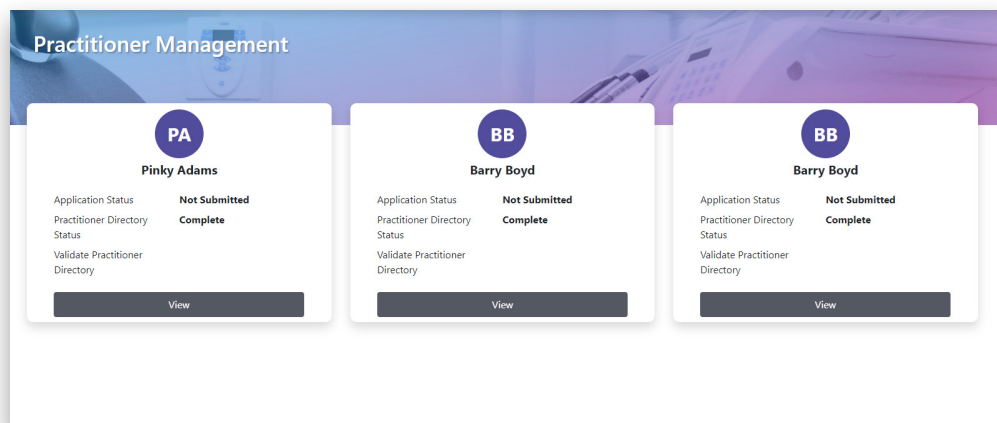 Practitioner Management
PA
Pinky Adams
Application Status Not Submitted
Practitioner Directory Complete
Status
Validate Practitioner
Directory
View
BB
Barry Boyd
Application Status Not Submitted
Practitioner Directory Complete
Status
Validate Practitioner
Directory
View
BB
Barry Boyd
Application Status Not Submitted
Practitioner Directory Complete
Status
Validate Practitioner
Directory
View